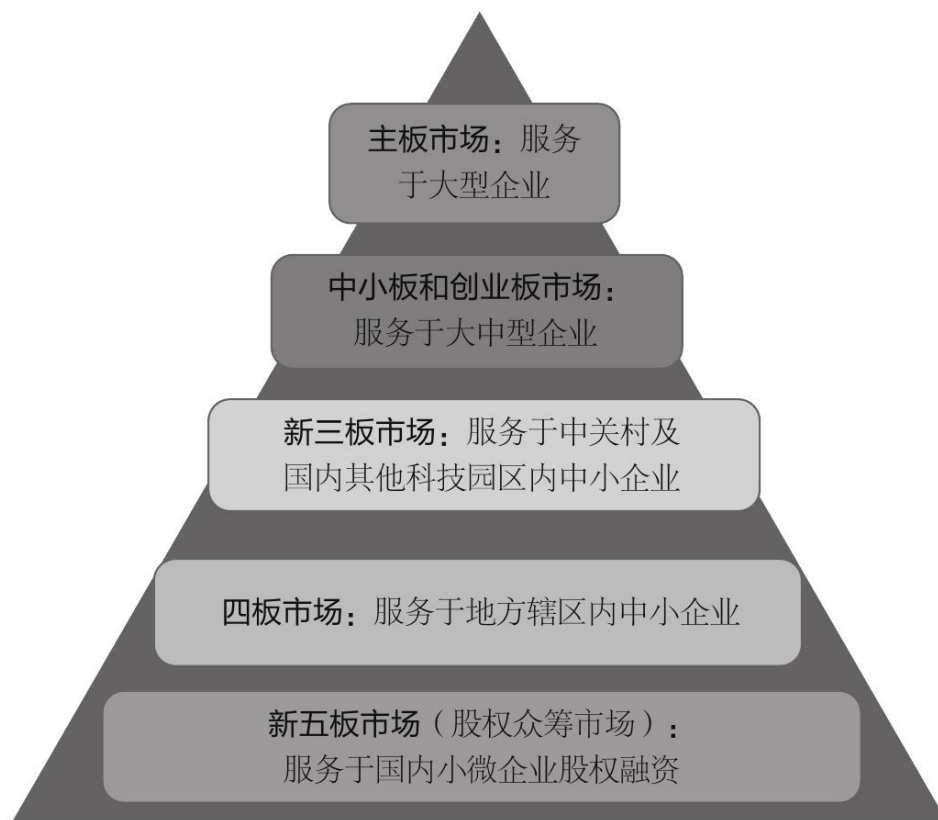 主板市场：服务
于大型企业
中小板和创业板市场：
服务于大中型企业
新三板市场：服务于中关村及
国内其他科技园区内中小企业
四板市场：服务于地方辖区内中小企业
新五板市场（股权众筹市场）：
服务于国内小微企业股权融资